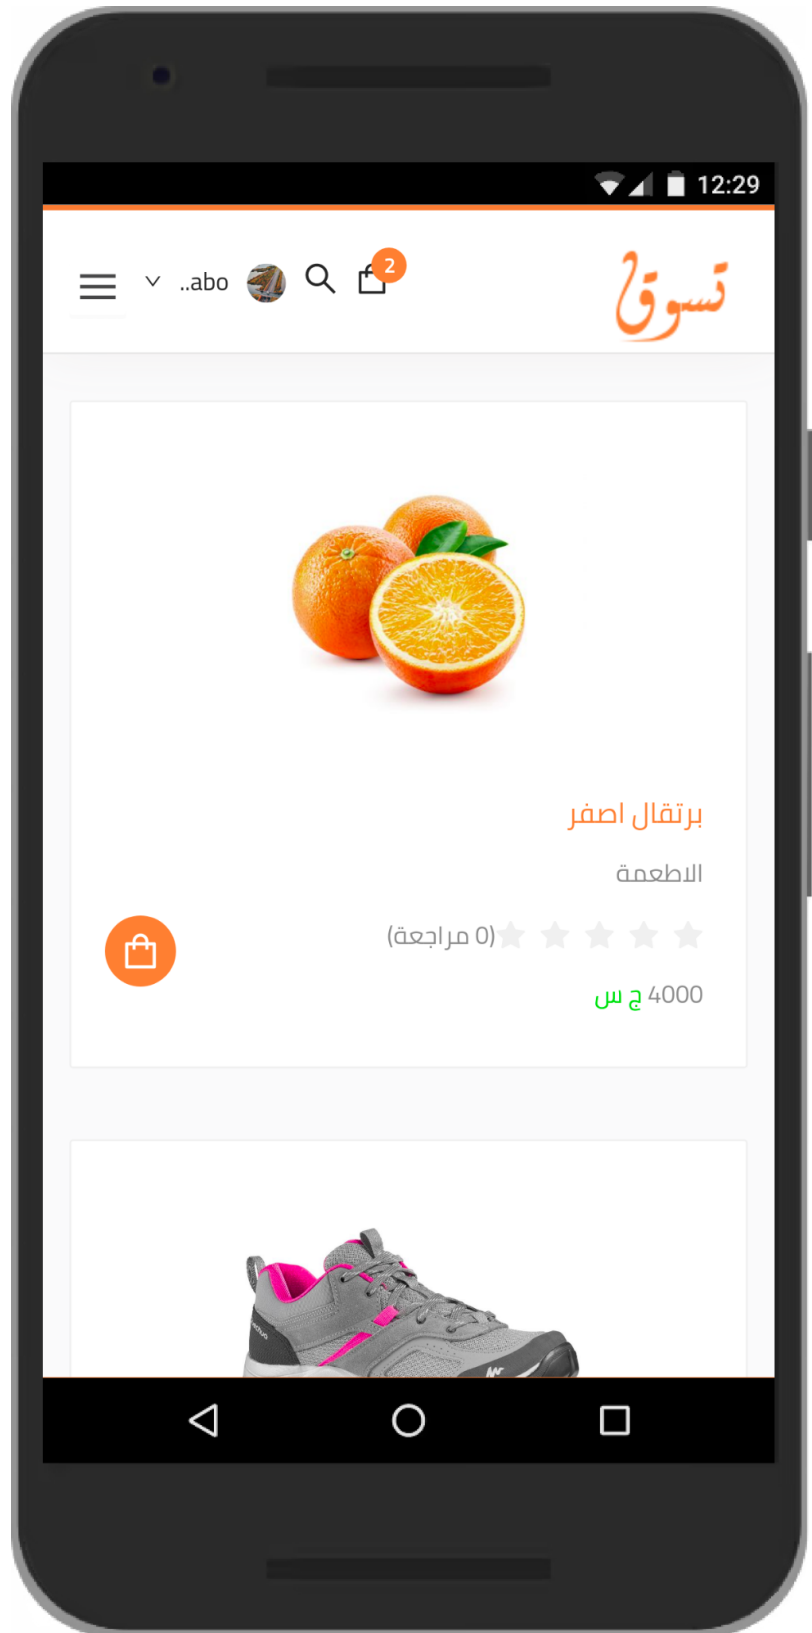 12:29
تسوق
2
abo..
برتقال اصفر
الاطعمة
(0 مراجعة)
4000 ج س